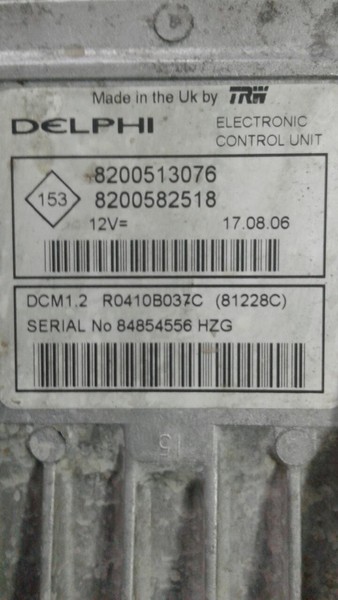 Made in the Uk by TRW
DELPHI
ELECTRONIC
CONTROL UNIT
153
8200513076
8200582518
12V=
17.08.06
DCM1.2 R0410B037C (81228C)
SERIAL No 84854556 HZG
15